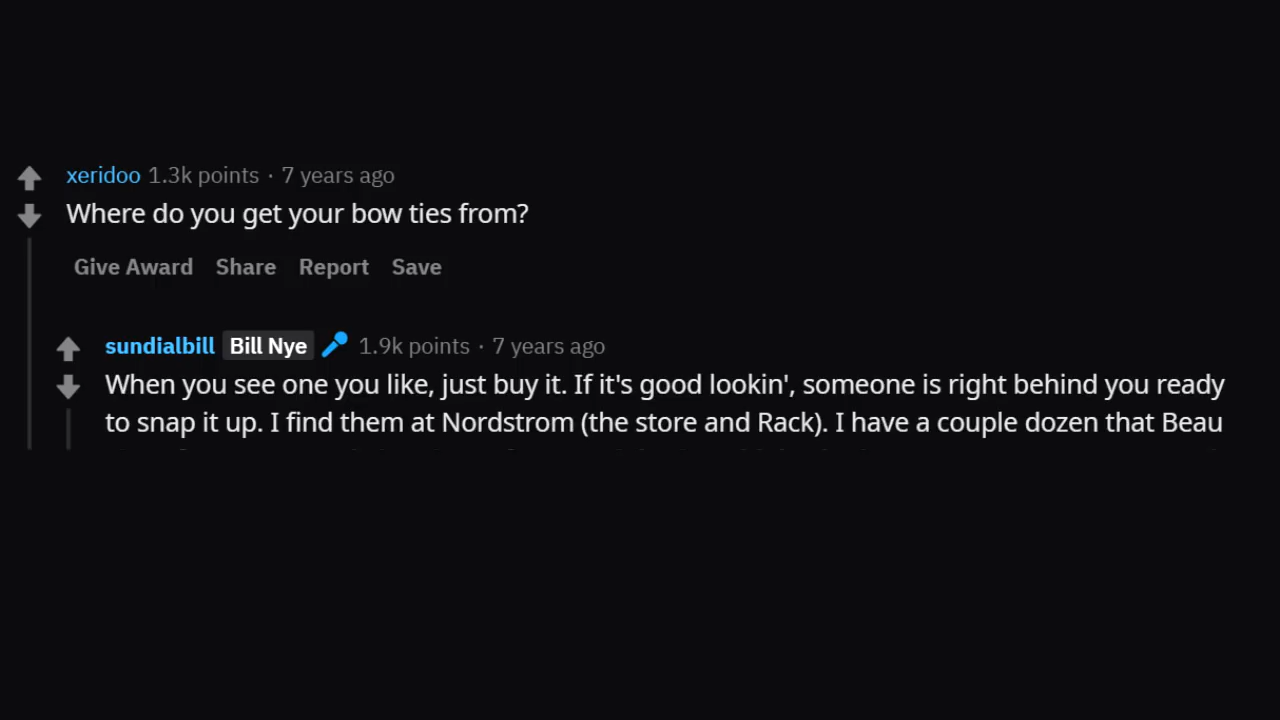 xeridoo 1.3k points · 7 years ago
Where do you get your bow ties from?
Give Award Share Report Save
sundialbill Bill Nye 1.9k points · 7 years ago
When you see one you like, just buy it. If it's good lookin', someone is right behind you ready
to snap it up. I find them at Nordstrom (the store and Rack). I have a couple dozen that Beau